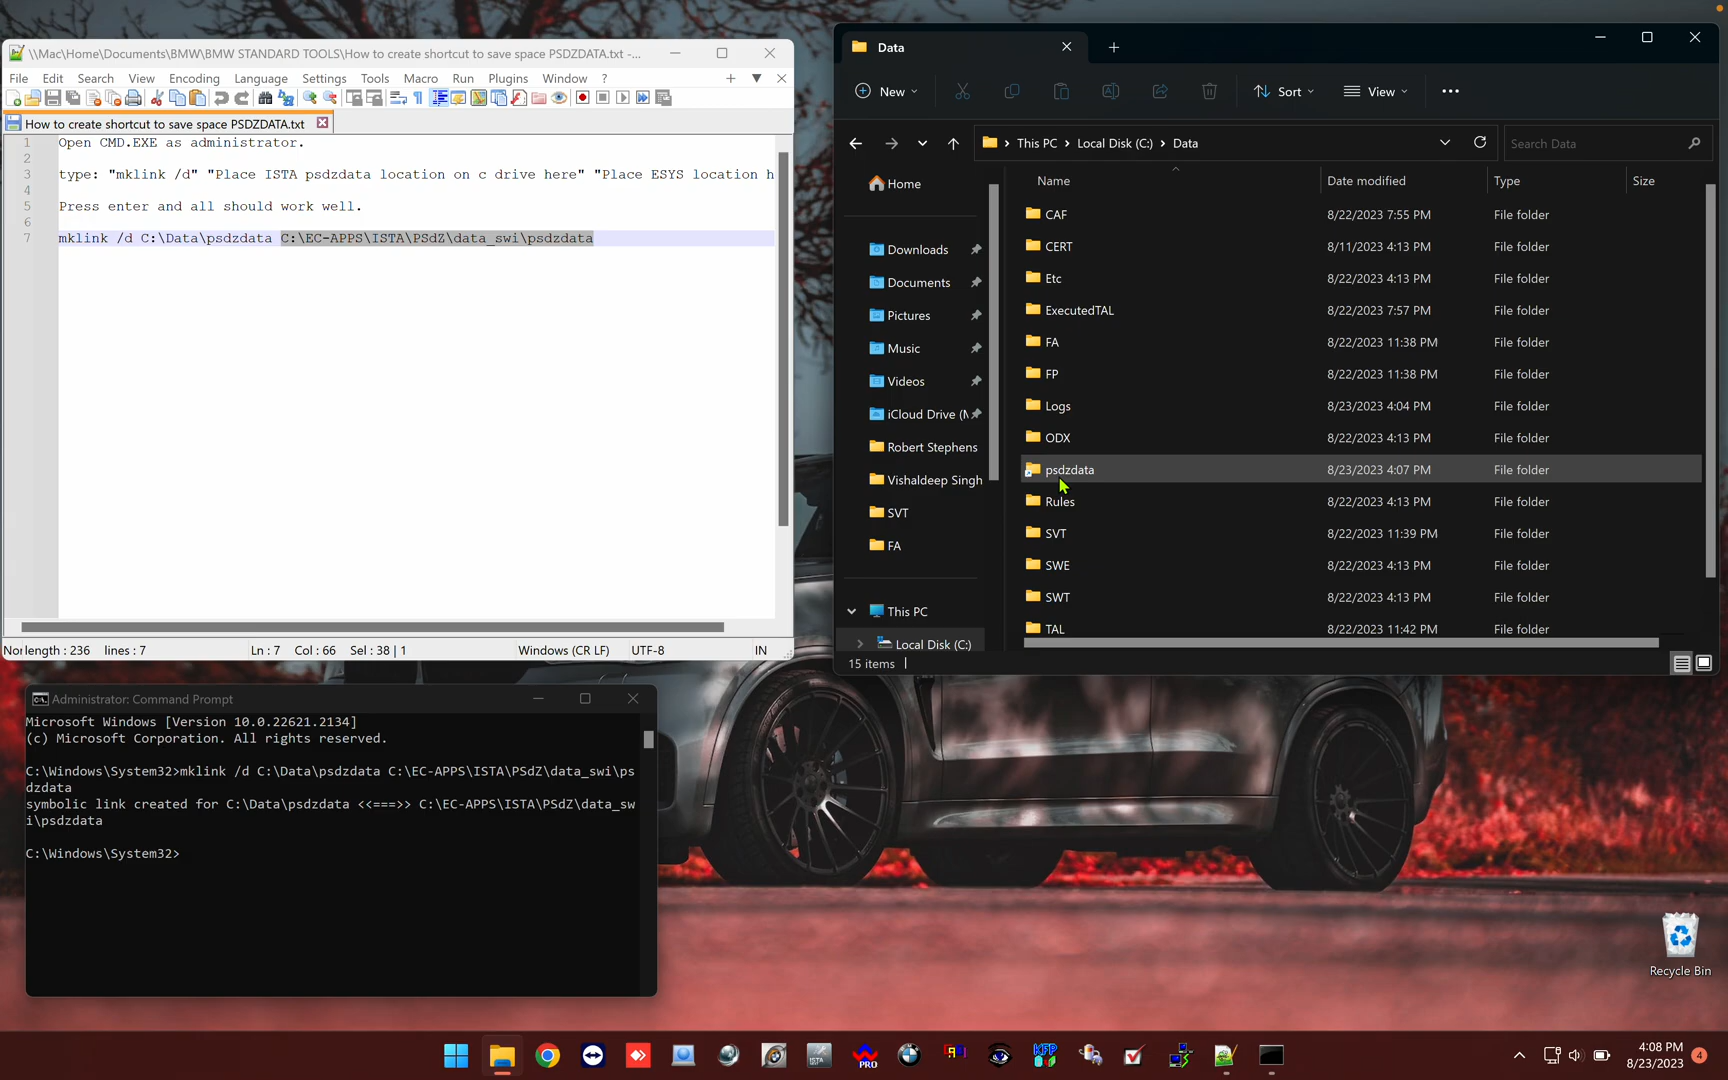 \\Mac\Home\Documents\BMW\BMW STANDARD TOOLS\How to create shortcut to save space PSDZDATA.txt -...
File Edit Search View Encoding Language Settings Tools Macro Run Plugins Window ?
How to create shortcut to save space PSDZDATA.txt
1 Open CMD.EXE as administrator.
2
3 type: "mklink /d" "Place ISTA psdzdata location on c drive here" "Place ESYS location h
4
5 Press enter and all should work well.
6
7 mklink /d C:\Data\psdzdata C:\EC-APPS\ISTA\PSdZ\data_swi\psdzdata
Nor length : 236 lines : 7 Ln : 7 Col : 66 Sel : 38 | 1 Windows (CR LF) UTF-8 IN
Administrator: Command Prompt
Microsoft Windows [Version 10.0.22621.2134]
(c) Microsoft Corporation. All rights reserved.
C:\Windows\System32>mklink /d C:\Data\psdzdata C:\EC-APPS\ISTA\PSdZ\data_swi\ps
dzdata
symbolic link created for C:\Data\psdzdata <<===>> C:\EC-APPS\ISTA\PSdZ\data_sw
i\psdzdata
C:\Windows\System32>
Data
New Sort View
This PC > Local Disk (C:) > Data
Search Data
Home
Downloads
Documents
Pictures
Music
Videos
iCloud Drive (M
Robert Stephens
Vishaldeep Singh
SVT
FA
This PC
Local Disk (C:)
Name Date modified Type Size
CAF 8/22/2023 7:55 PM File folder
CERT 8/11/2023 4:13 PM File folder
Etc 8/22/2023 4:13 PM File folder
ExecutedTAL 8/22/2023 7:57 PM File folder
FA 8/22/2023 11:38 PM File folder
FP 8/22/2023 11:38 PM File folder
Logs 8/23/2023 4:04 PM File folder
ODX 8/22/2023 4:13 PM File folder
psdzdata 8/23/2023 4:07 PM File folder
Rules 8/22/2023 4:13 PM File folder
SVT 8/22/2023 11:39 PM File folder
SWE 8/22/2023 4:13 PM File folder
SWT 8/22/2023 4:13 PM File folder
TAL 8/22/2023 11:42 PM File folder
15 items
Recycle Bin
ISTA
PRO
KFP
4:08 PM
8/23/2023
4